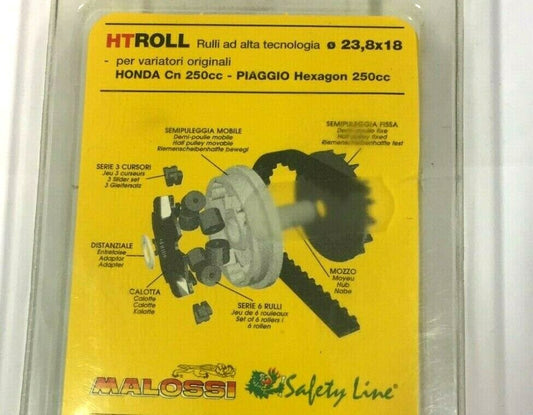 HTROLL Rulli ad alta tecnologia ø 23,8x18
- per variatori originali
HONDA Cn 250cc - PIAGGIO Hexagon 250cc
SEMIPULEGGIA MOBILE
Demi-poulie mobile
Half pulley movable
Riemenscheibenhalfte bewegl
SEMIPULEGGIA FISSA
Demi-poulie fixe
Half pulley fixed
Riemenscheibenhalfte fest
SERIE 3 CURSORI
Jeu 3 curseurs
3 Slider set
3 Gleitersatz
DISTANZIALE
Entretoise
Adaptor
Adapter
CALOTTA
Calotte
Calotte
Kalotte
SERIE 6 RULLI
Jeu de 6 rouleaux
Set of 6 rollers
6 rollen
MOZZO
Moyeu
Hub
Nabe
MALOSSI Safety Line®